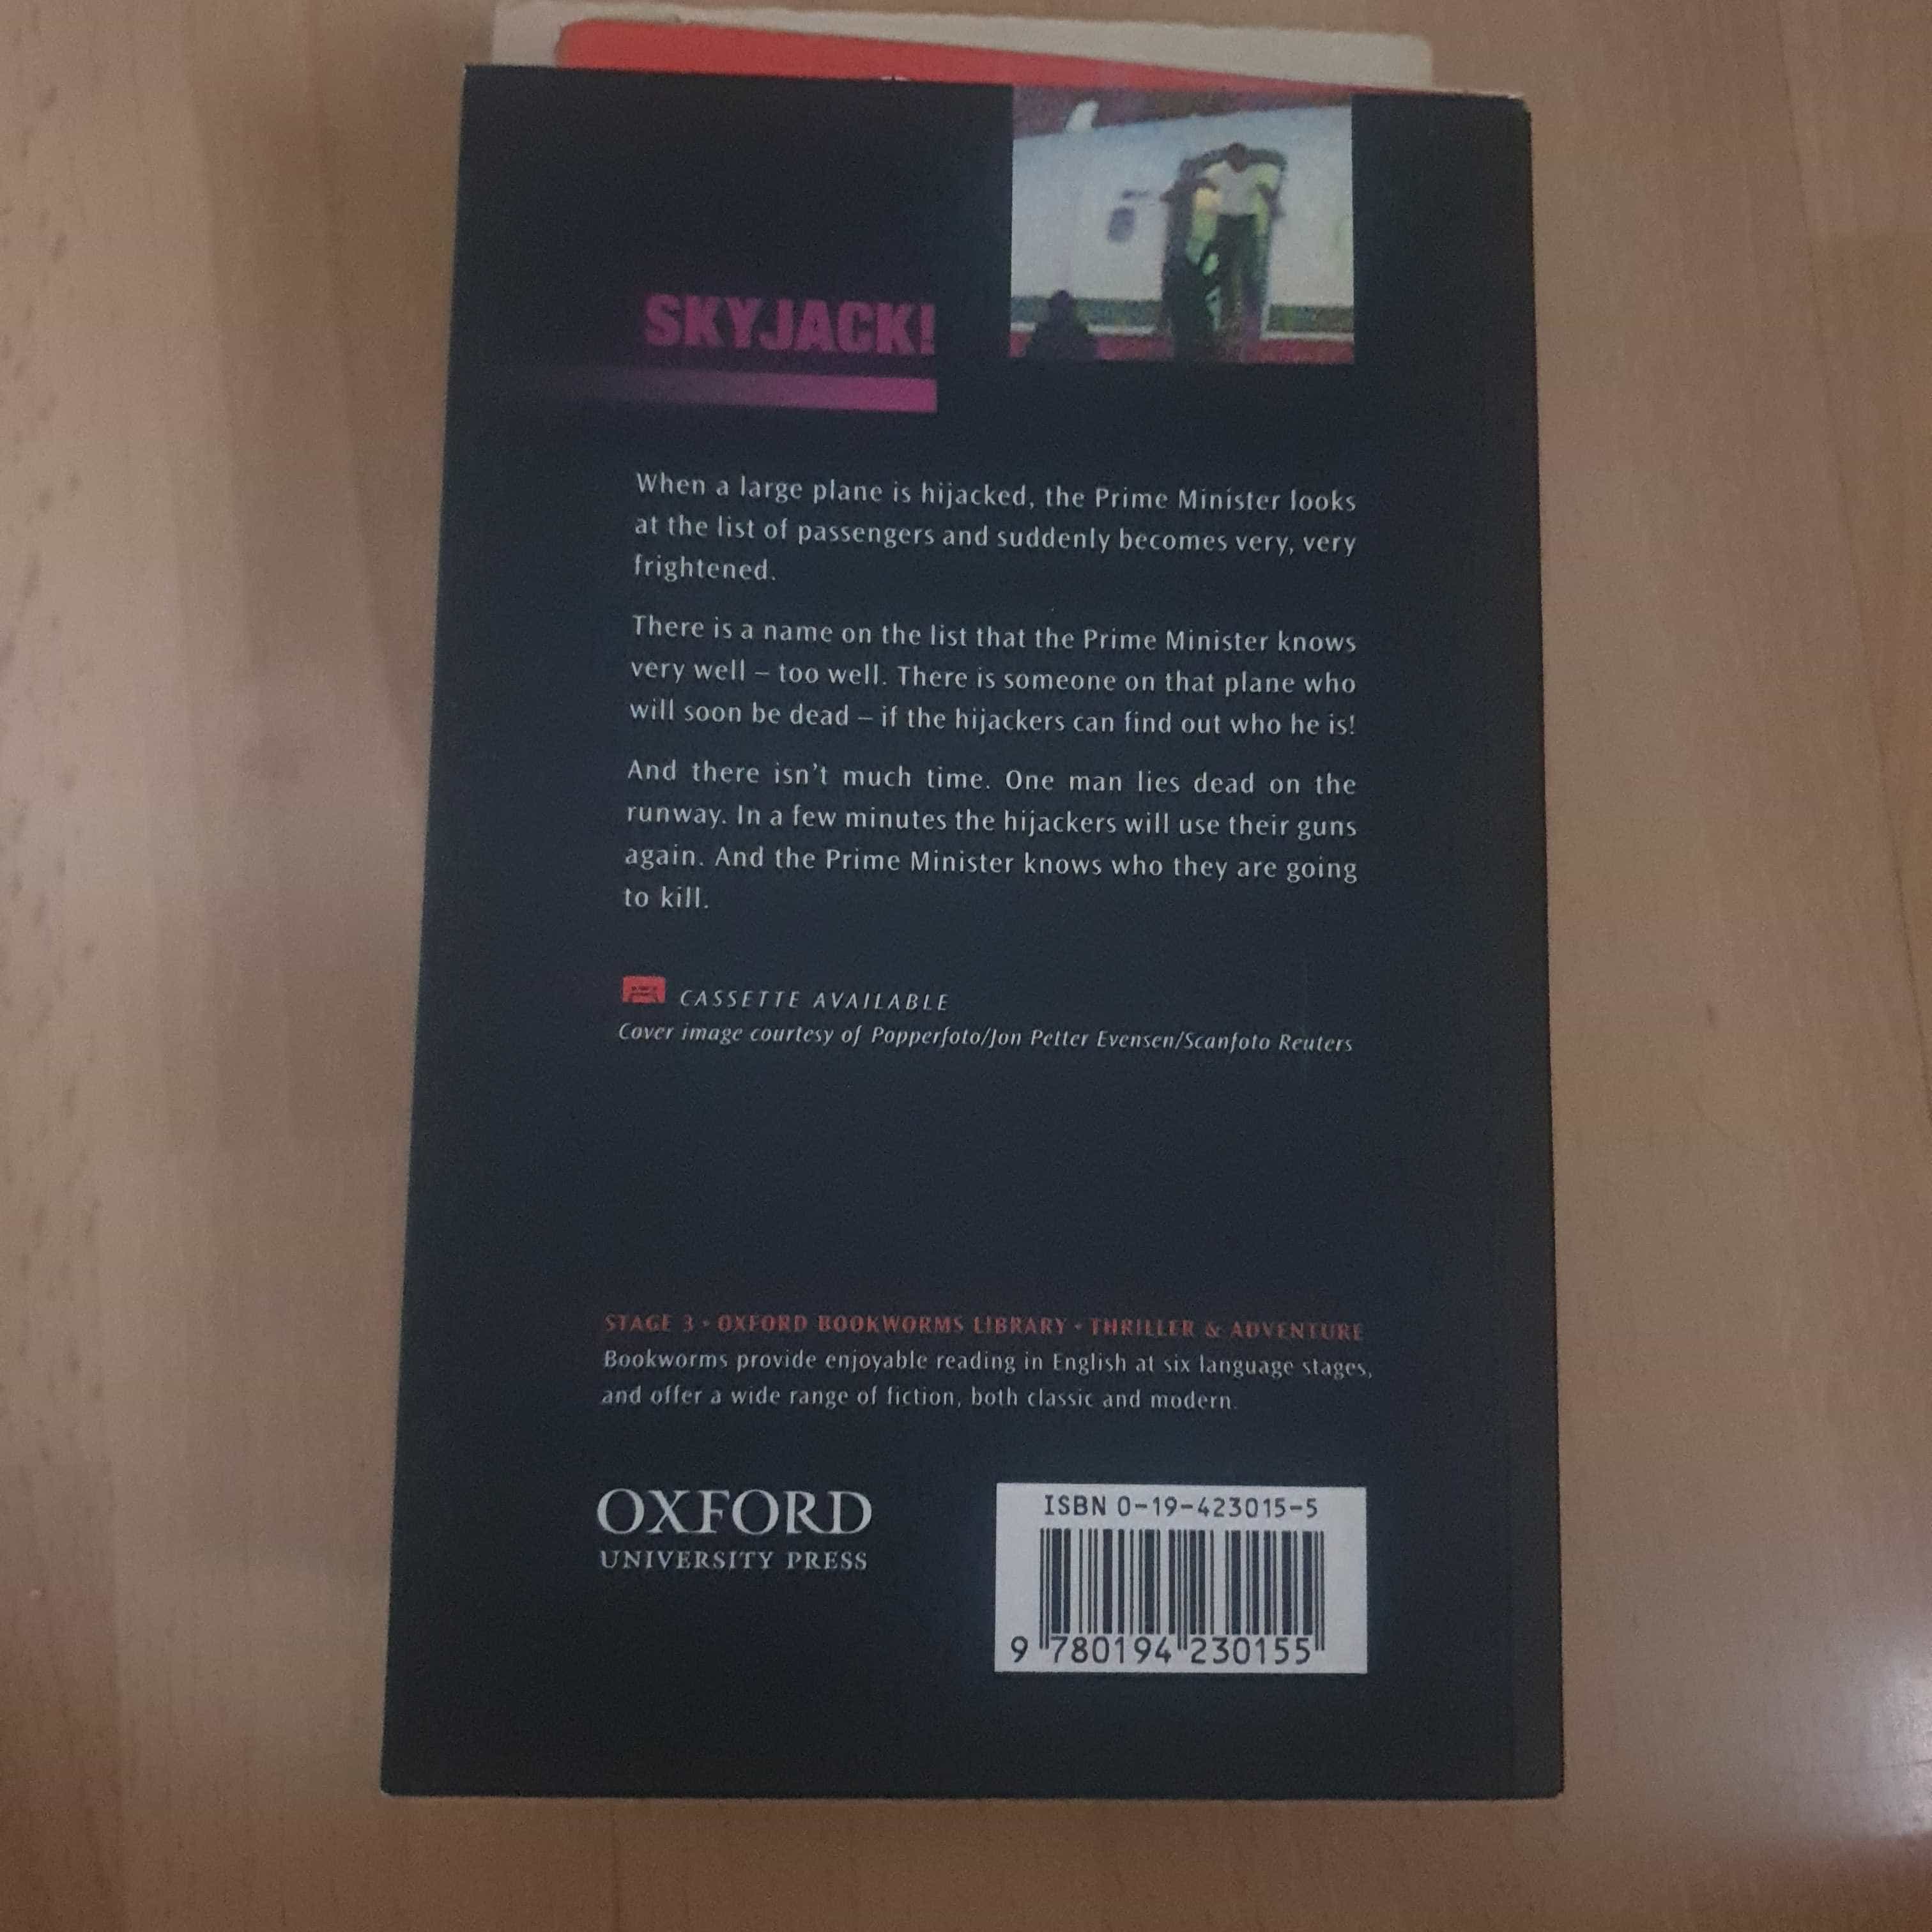 SKYJACK!
When a large plane is hijacked, the Prime Minister looks
at the list of passengers and suddenly becomes very, very
frightened.
There is a name on the list that the Prime Minister knows
very well – too well. There is someone on that plane who
will soon be dead – if the hijackers can find out who he is!
And there isn't much time. One man lies dead on the
runway. In a few minutes the hijackers will use their guns
again. And the Prime Minister knows who they are going
to kill.
CASSETTE AVAILABLE
Cover image courtesy of Popperfoto/Jon Petter Evensen/Scanfoto Reuters
STAGE 3 • OXFORD BOOKWORMS LIBRARY • THRILLER & ADVENTURE
Bookworms provide enjoyable reading in English at six language stages,
and offer a wide range of fiction, both classic and modern.
OXFORD
UNIVERSITY PRESS
ISBN 0-19-423015-5
9 780194 230155